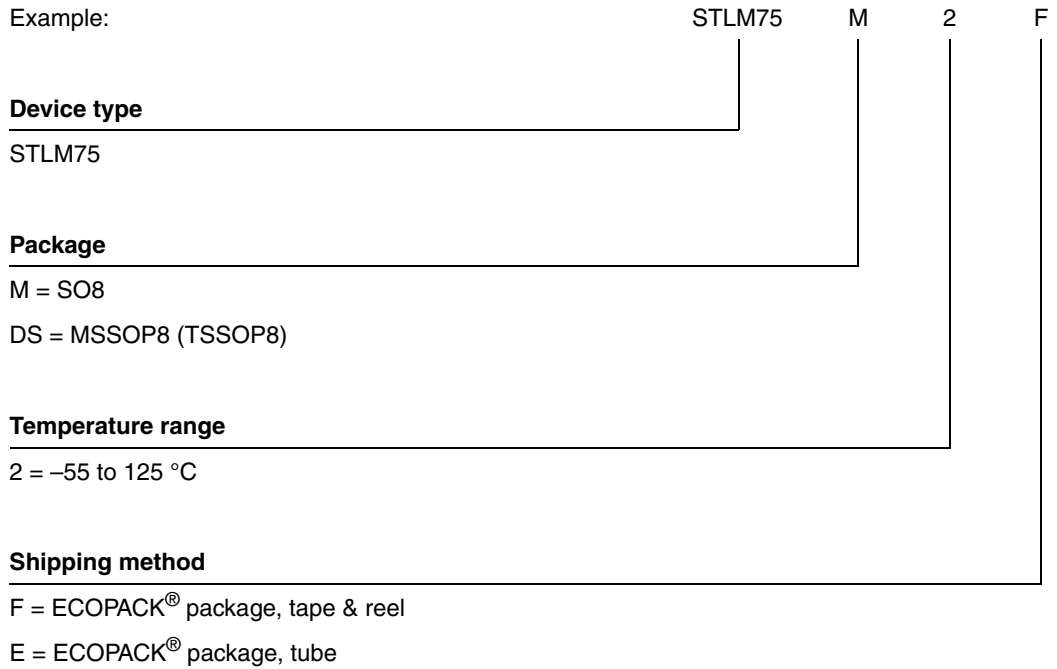 Example: STLM75 M 2 F
Device type
STLM75
Package
M = SO8
DS = MSSOP8 (TSSOP8)
Temperature range
2 = –55 to 125 °C
Shipping method
F = ECOPACK® package, tape & reel
E = ECOPACK® package, tube